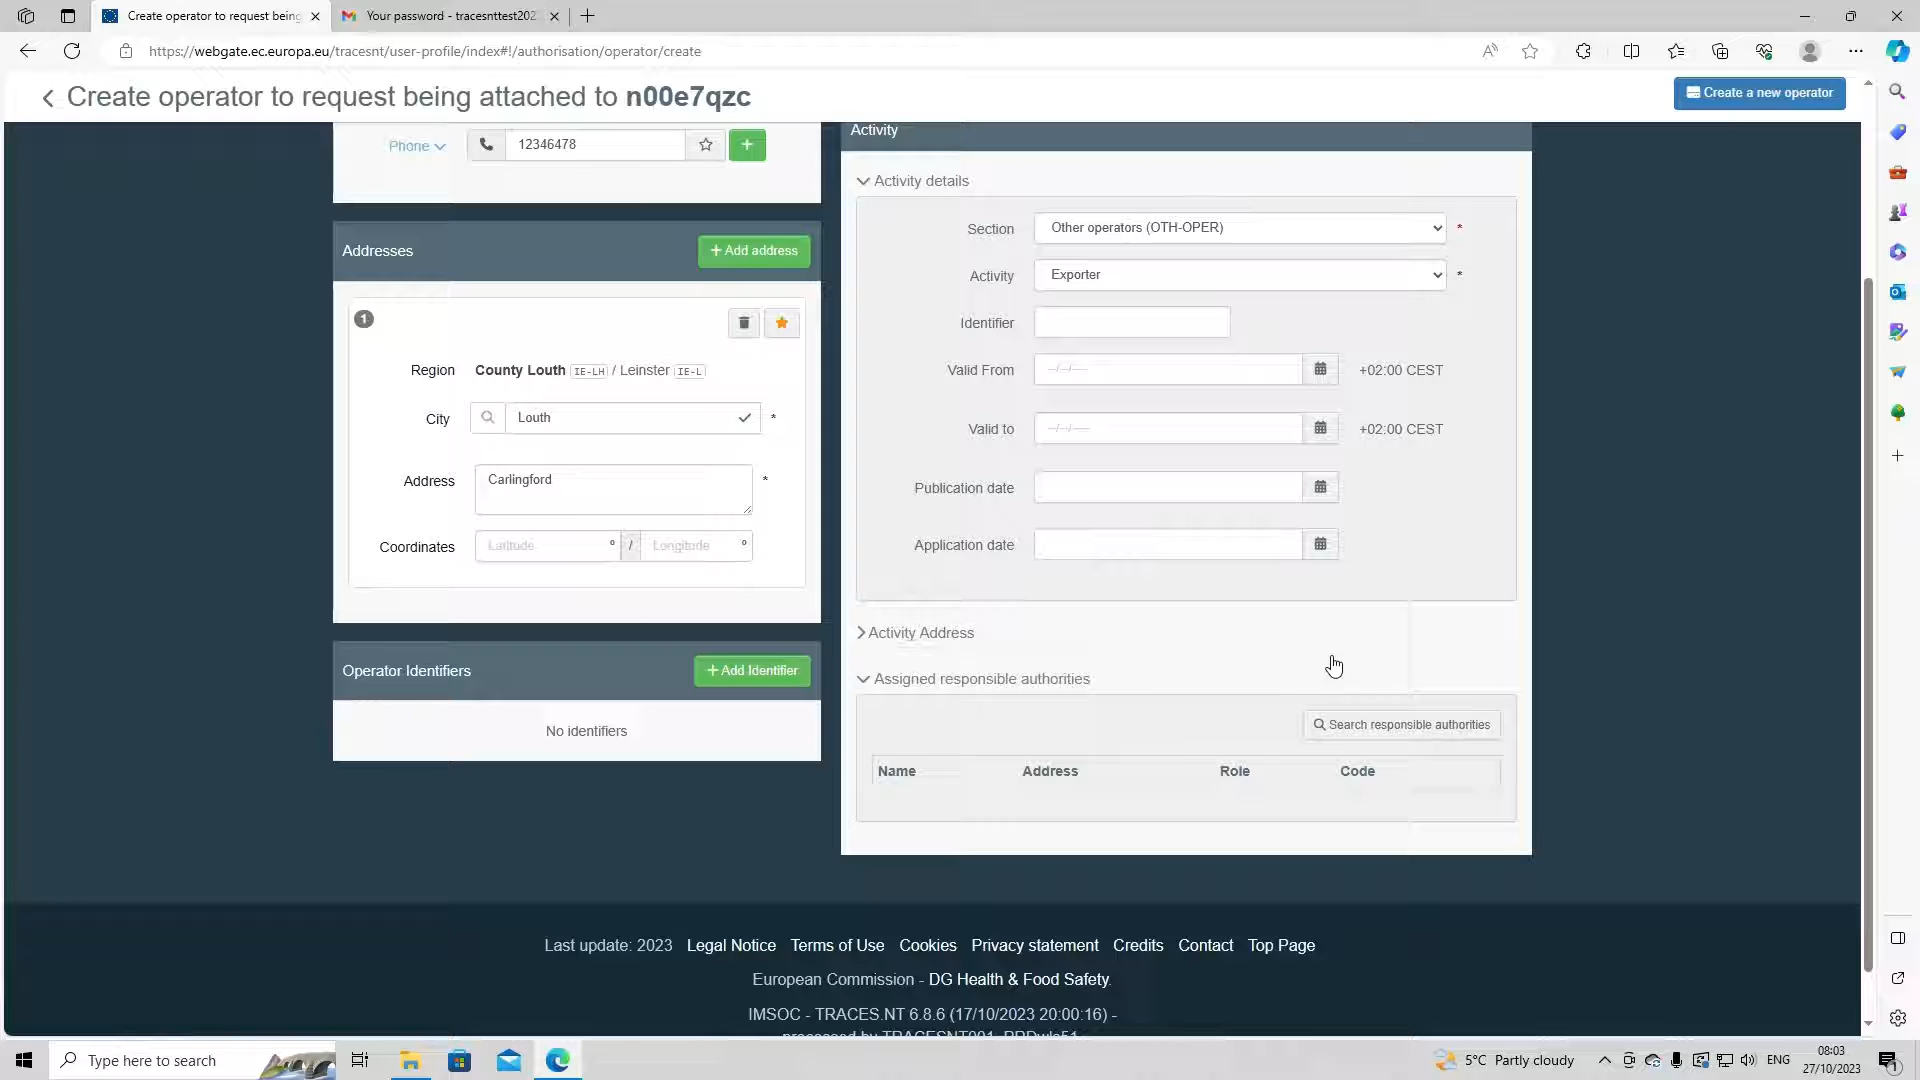 Create operator to request being
Your password - tracesnttest202
https://webgate.ec.europa.eu/tracesnt/user-profile/index#!/authorisation/operator/create
Create operator to request being attached to n00e7qzc
Create a new operator
Phone
12346478
Addresses
Add address
1
Region
County Louth IE-LH / Leinster IE-L
City
Louth
*
Address
Carlingford
*
Coordinates
Latitude ° / Longitude °
Operator Identifiers
Add Identifier
No identifiers
Activity
Activity details
Section
Other operators (OTH-OPER)
*
Activity
Exporter
*
Identifier
Valid From
--/--/----
+02:00 CEST
Valid to
--/--/----
+02:00 CEST
Publication date
Application date
Activity Address
Assigned responsible authorities
Search responsible authorities
Name Address Role Code
Last update: 2023 Legal Notice Terms of Use Cookies Privacy statement Credits Contact Top Page
European Commission - DG Health & Food Safety.
IMSOC - TRACES.NT 6.8.6 (17/10/2023 20:00:16) -
Type here to search
5°C Partly cloudy
ENG
08:03
27/10/2023
1